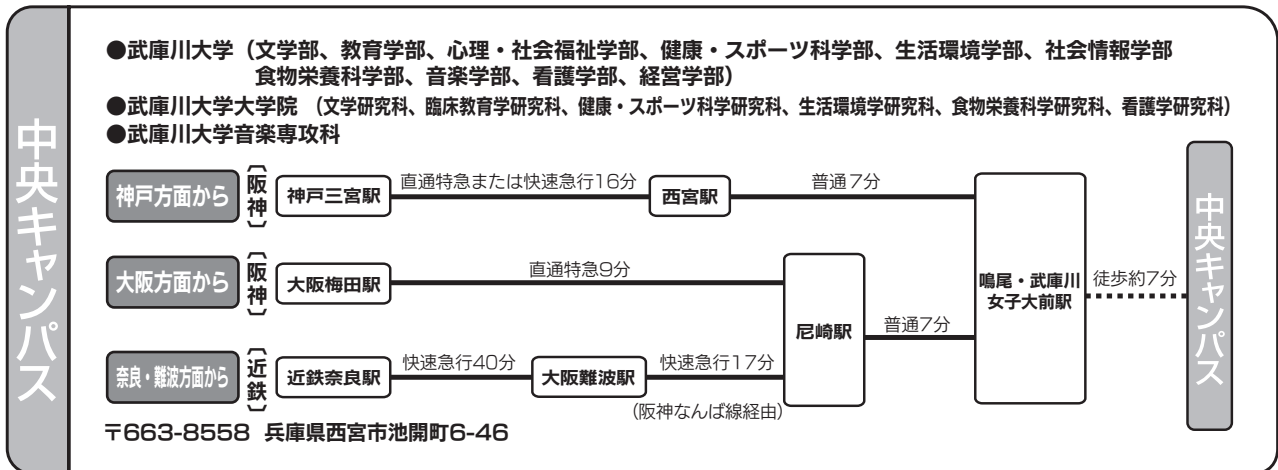 中央キャンパス
●武庫川大学（文学部、教育学部、心理・社会福祉学部、健康・スポーツ科学部、生活環境学部、社会情報学部
食物栄養科学部、音楽学部、看護学部、経営学部）
●武庫川大学大学院 （文学研究科、臨床教育学研究科、健康・スポーツ科学研究科、生活環境学研究科、食物栄養科学研究科、看護学研究科）
●武庫川大学音楽専攻科
神戸方面から 〔阪神〕 神戸三宮駅 直通特急または快速急行16分 西宮駅 普通7分
大阪方面から 〔阪神〕 大阪梅田駅 直通特急9分
奈良・難波方面から 〔近鉄〕 近鉄奈良駅 快速急行40分 大阪難波駅 快速急行17分
(阪神なんば線経由)
尼崎駅 普通7分
鳴尾・武庫川
女子大前駅
徒歩約7分
中央キャンパス
〒663-8558 兵庫県西宮市池開町6-46